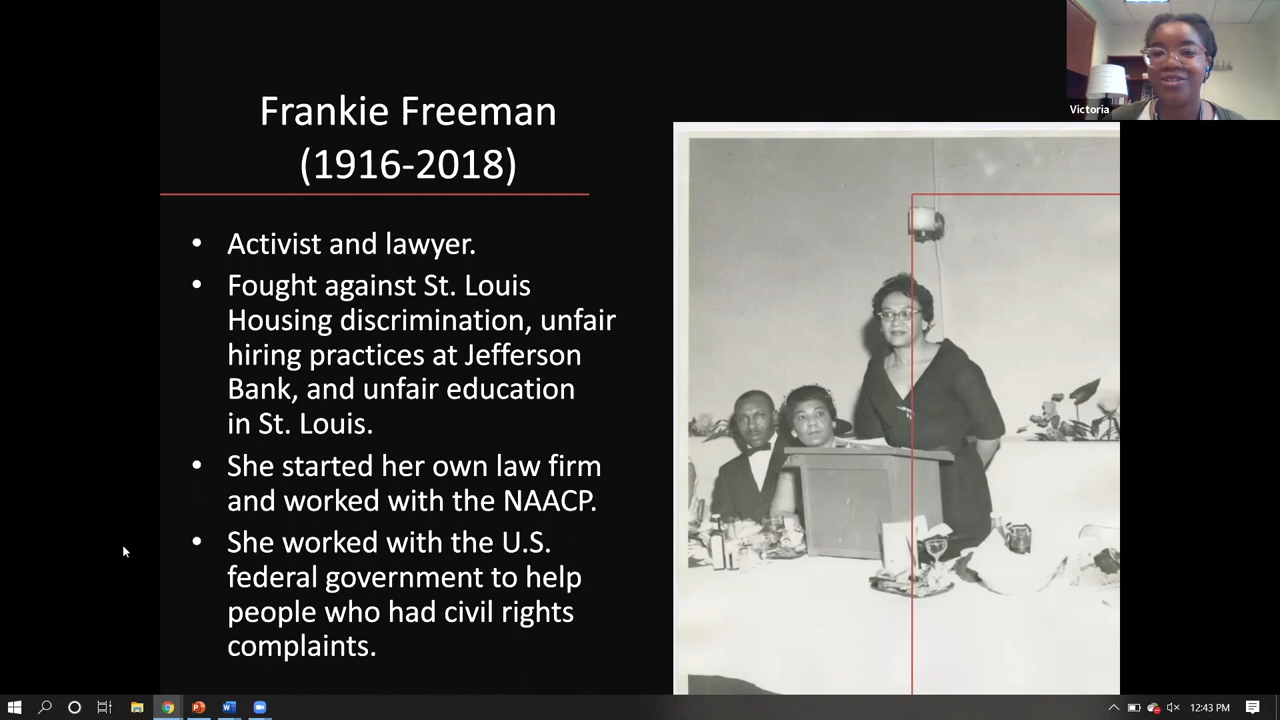 Frankie Freeman
(1916-2018)
Victoria
• Activist and lawyer.
• Fought against St. Louis
Housing discrimination, unfair
hiring practices at Jefferson
Bank, and unfair education
in St. Louis.
• She started her own law firm
and worked with the NAACP.
• She worked with the U.S.
federal government to help
people who had civil rights
complaints.
12:43 PM